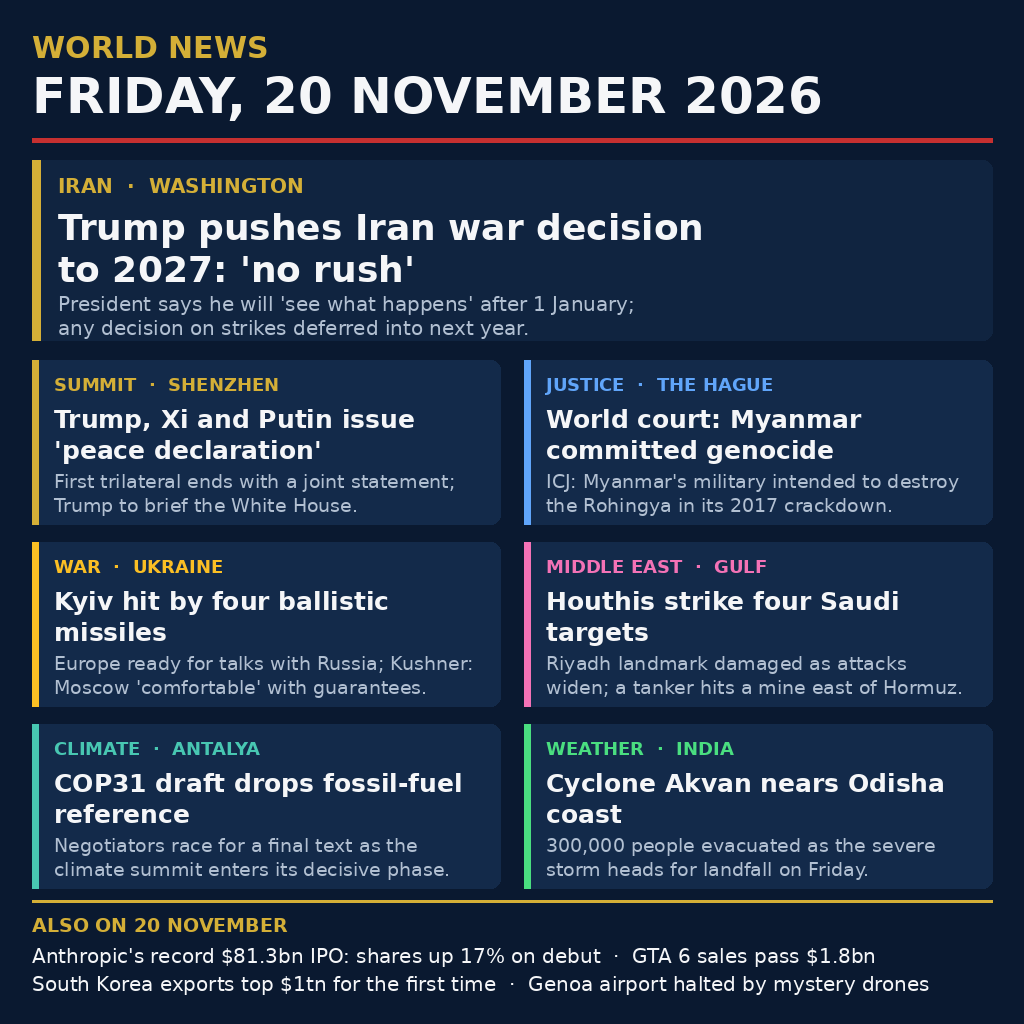 WORLD NEWS
FRIDAY, 20 NOVEMBER 2026
IRAN · WASHINGTON
Trump pushes Iran war decision
to 2027: 'no rush'
President says he will 'see what happens' after 1 January;
any decision on strikes deferred into next year.
SUMMIT · SHENZHEN
Trump, Xi and Putin issue
'peace declaration'
First trilateral ends with a joint statement;
Trump to brief the White House.
JUSTICE · THE HAGUE
World court: Myanmar
committed genocide
ICJ: Myanmar's military intended to destroy
the Rohingya in its 2017 crackdown.
WAR · UKRAINE
Kyiv hit by four ballistic
missiles
Europe ready for talks with Russia; Kushner:
Moscow 'comfortable' with guarantees.
MIDDLE EAST · GULF
Houthis strike four Saudi
targets
Riyadh landmark damaged as attacks
widen; a tanker hits a mine east of Hormuz.
CLIMATE · ANTALYA
COP31 draft drops fossil-fuel
reference
Negotiators race for a final text as the
climate summit enters its decisive phase.
WEATHER · INDIA
Cyclone Akvan nears Odisha
coast
300,000 people evacuated as the severe
storm heads for landfall on Friday.
ALSO ON 20 NOVEMBER
Anthropic's record $81.3bn IPO: shares up 17% on debut · GTA 6 sales pass $1.8bn
South Korea exports top $1tn for the first time · Genoa airport halted by mystery drones